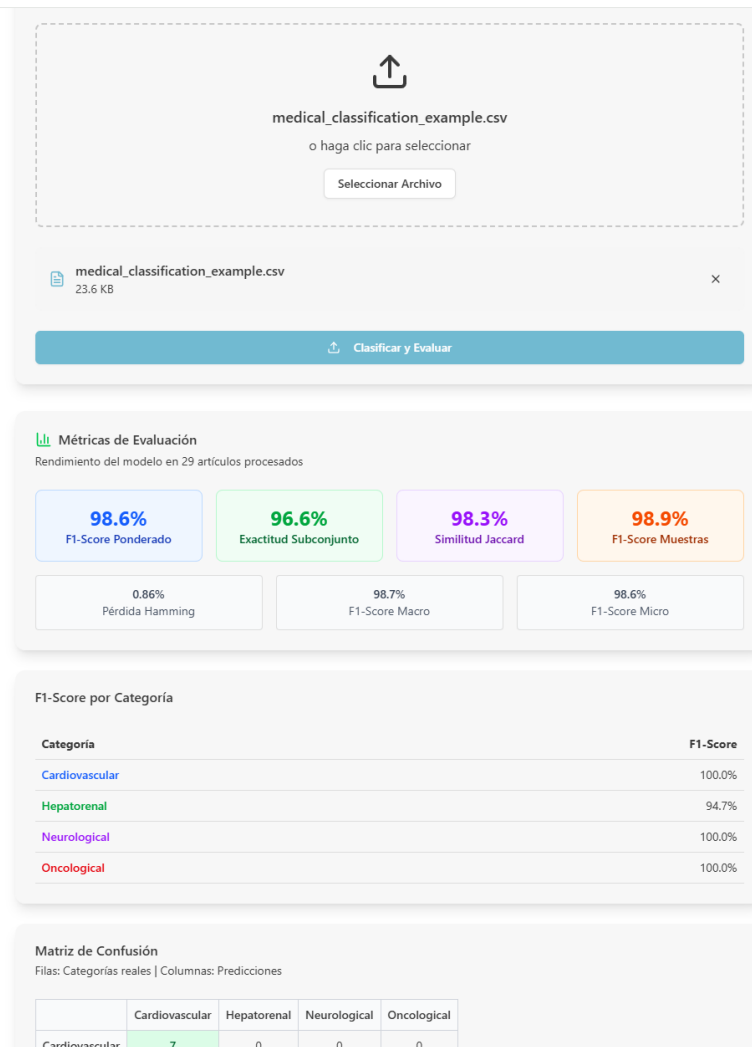 medical_classification_example.csv
o haga clic para seleccionar
Seleccionar Archivo
medical_classification_example.csv
23.6 KB
Clasificar y Evaluar
Métricas de Evaluación
Rendimiento del modelo en 29 artículos procesados
98.6%
F1-Score Ponderado
96.6%
Exactitud Subconjunto
98.3%
Similitud Jaccard
98.9%
F1-Score Muestras
0.86%
Pérdida Hamming
98.7%
F1-Score Macro
98.6%
F1-Score Micro
F1-Score por Categoría
Categoría F1-Score
Cardiovascular 100.0%
Hepatorenal 94.7%
Neurological 100.0%
Oncological 100.0%
Matriz de Confusión
Filas: Categorías reales | Columnas: Predicciones
Cardiovascular Hepatorenal Neurological Oncological
Cardiovascular 7 0 0 0